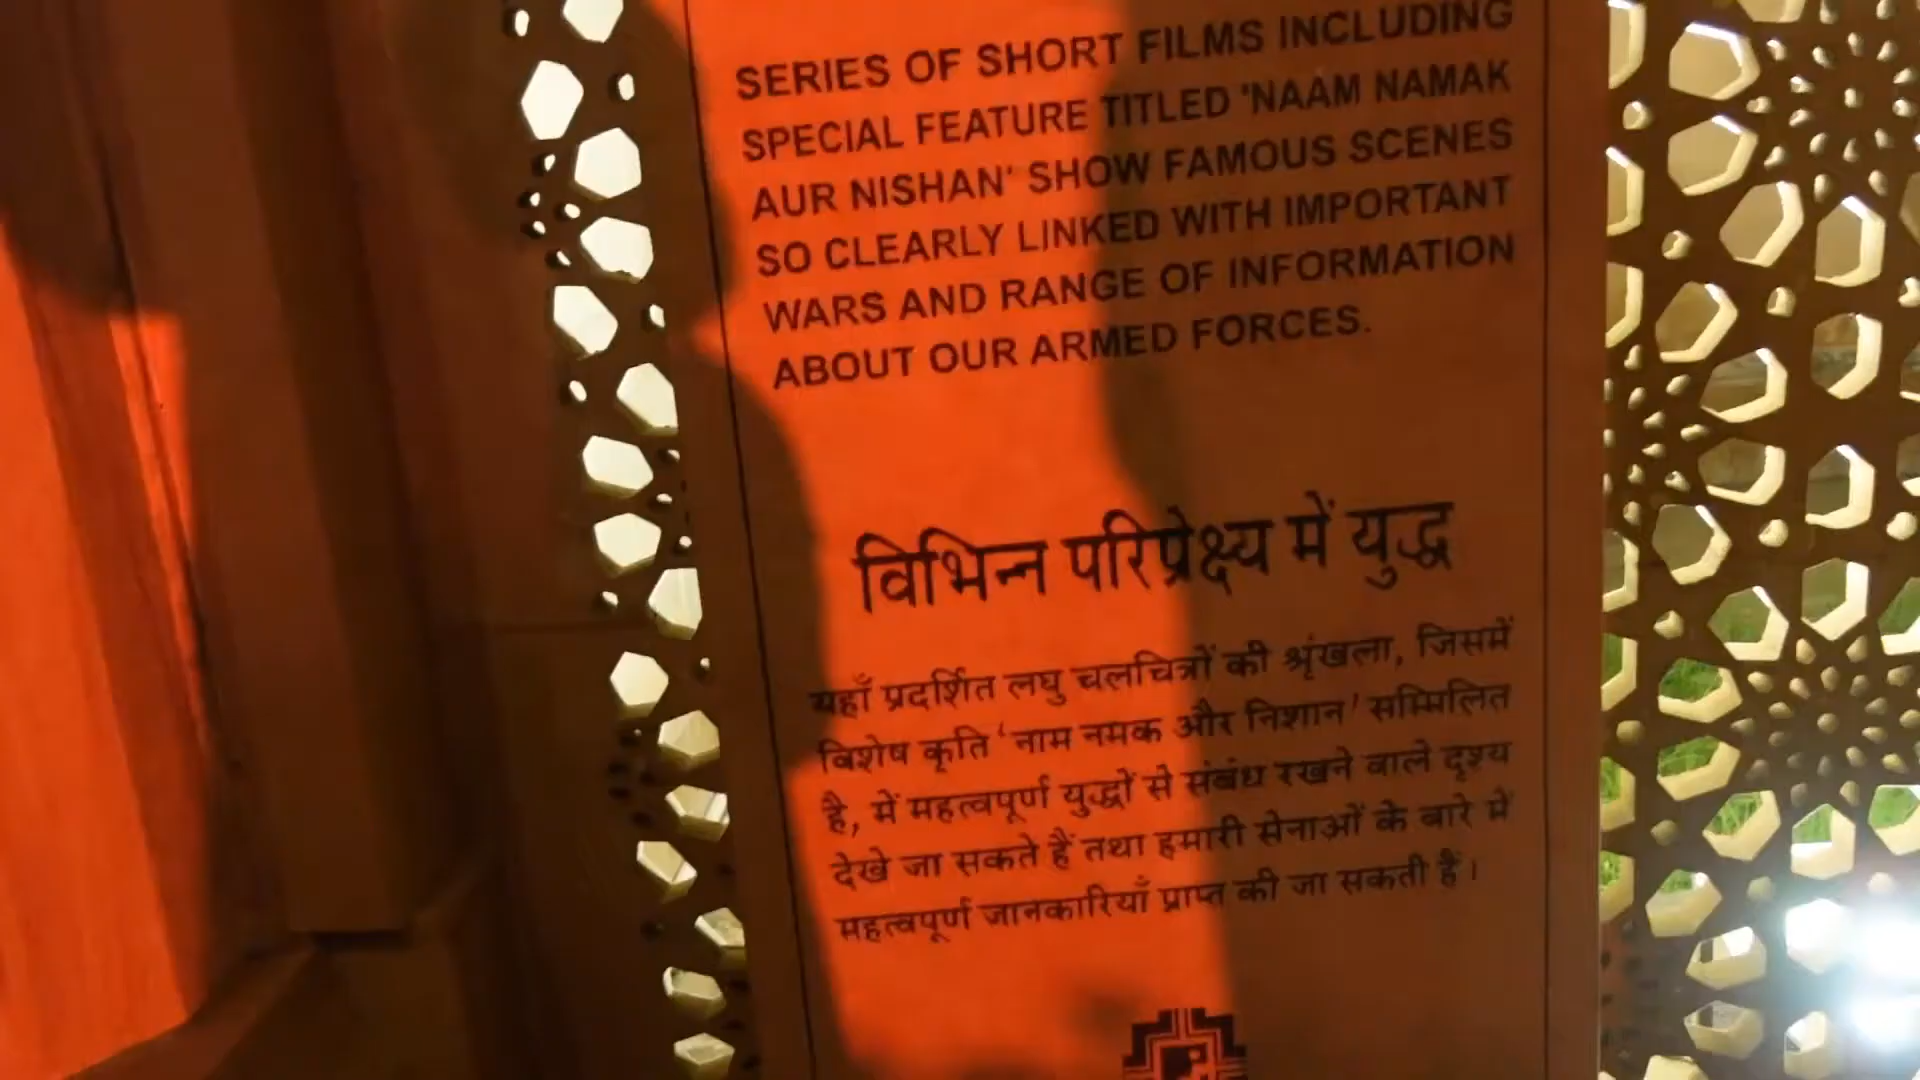 SERIES OF SHORT FILMS INCLUDING
SPECIAL FEATURE TITLED 'NAAM NAMAK
AUR NISHAN' SHOW FAMOUS SCENES
SO CLEARLY LINKED WITH IMPORTANT
WARS AND RANGE OF INFORMATION
ABOUT OUR ARMED FORCES.
विभिन्न परिप्रेक्ष्य में युद्ध
यहाँ प्रदर्शित लघु चलचित्रों की श्रृंखला, जिसमें
विशेष कृति ‘नाम नमक और निशान’ सम्मिलित
है, में महत्वपूर्ण युद्धों से संबंध रखने वाले दृश्य
देखे जा सकते हैं तथा हमारी सेनाओं के बारे में
महत्वपूर्ण जानकारियाँ प्राप्त की जा सकती है।